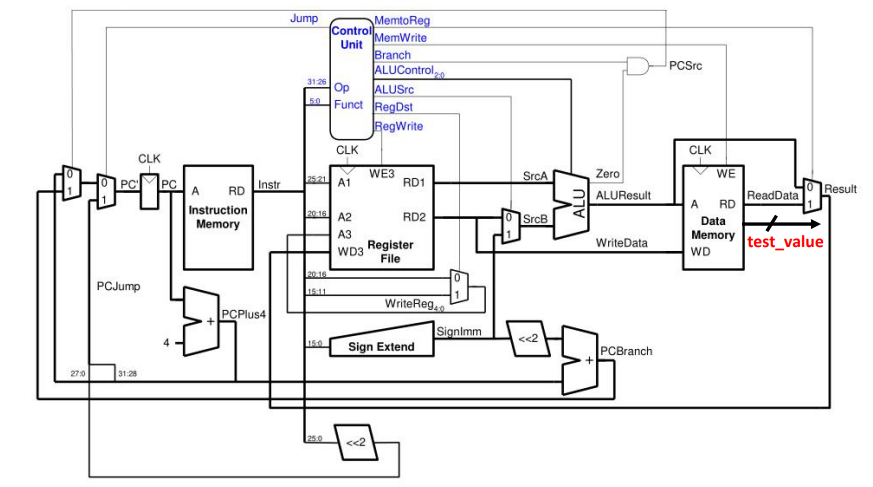 Jump
MemtoReg
Control
Unit
MemWrite
Branch
PCSrc
ALUControl2:0
31:26
Op
ALUSrc
5:0
Funct
RegDst
RegWrite
CLK
CLK
CLK
0
1
0
1
PC'
PC
A
RD
Instr
Instruction
Memory
25:21
A1
WE3
RD1
SrcA
Zero
WE
0
1
Result
20:16
A2
RD2
0
1
SrcB
ALU
ALUResult
A
RD
ReadData
A3
Data
Memory
WD3
Register
File
WriteData
WD
test_value
20:16
0
15:11
1
WriteReg4:0
PCJump
+
PCPlus4
4
SignImm
15:0
Sign Extend
<<2
+
PCBranch
27:0
31:28
25:0
<<2